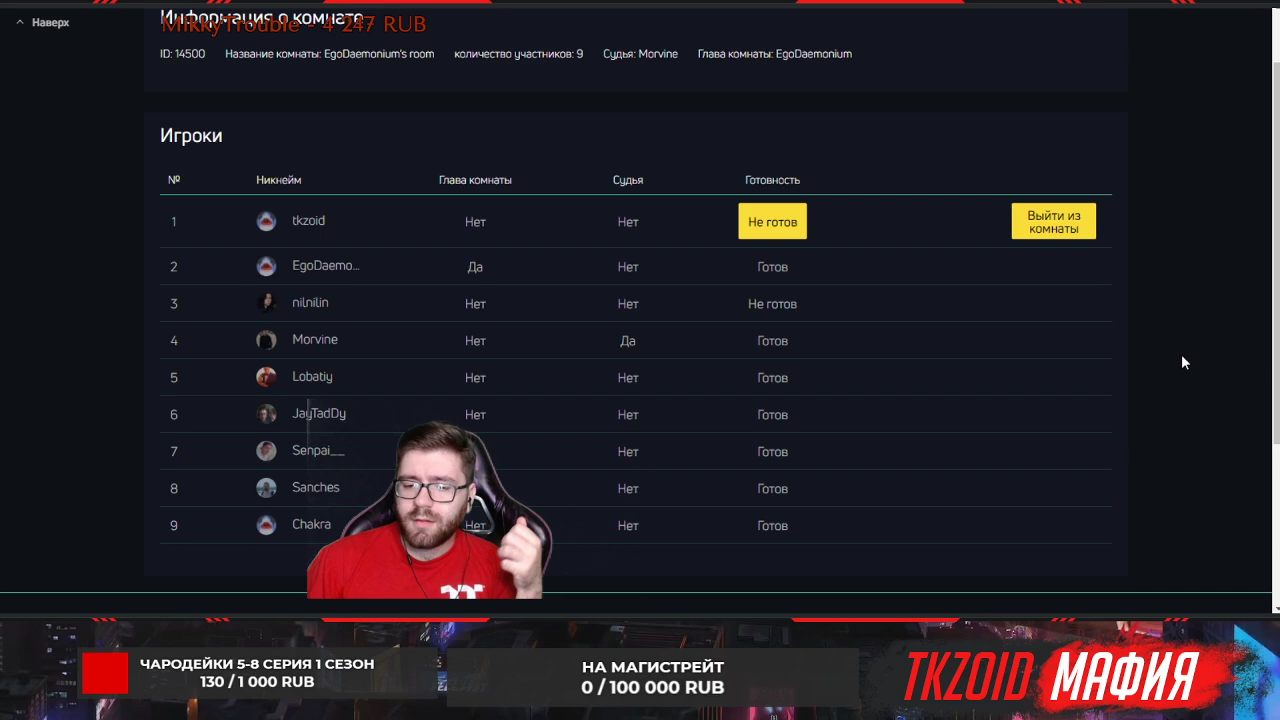 Наверх
Информация о комнате
MikkyTrouble - 4 247 RUB
ID: 14500 Название комнаты: EgoDaemonium's room количество участников: 9 Судья: Morvine Глава комнаты: EgoDaemonium
Игроки
№ Никнейм Глава комнаты Судья Готовность
1 tkzoid Нет Нет Не готов Выйти из
комнаты
2 EgoDaemo... Да Нет Готов
3 nilnilin Нет Нет Не готов
4 Morvine Нет Да Готов
5 Lobatiy Нет Нет Готов
6 JayTadDy Нет Нет Готов
7 Senpai__ Нет Готов
8 Sanches Нет Готов
9 Chakra Нет Нет Готов
ЧАРОДЕЙКИ 5-8 СЕРИЯ 1 СЕЗОН
130 / 1 000 RUB
НА МАГИСТРЕЙТ
0 / 100 000 RUB
TKZOID МАФИЯ